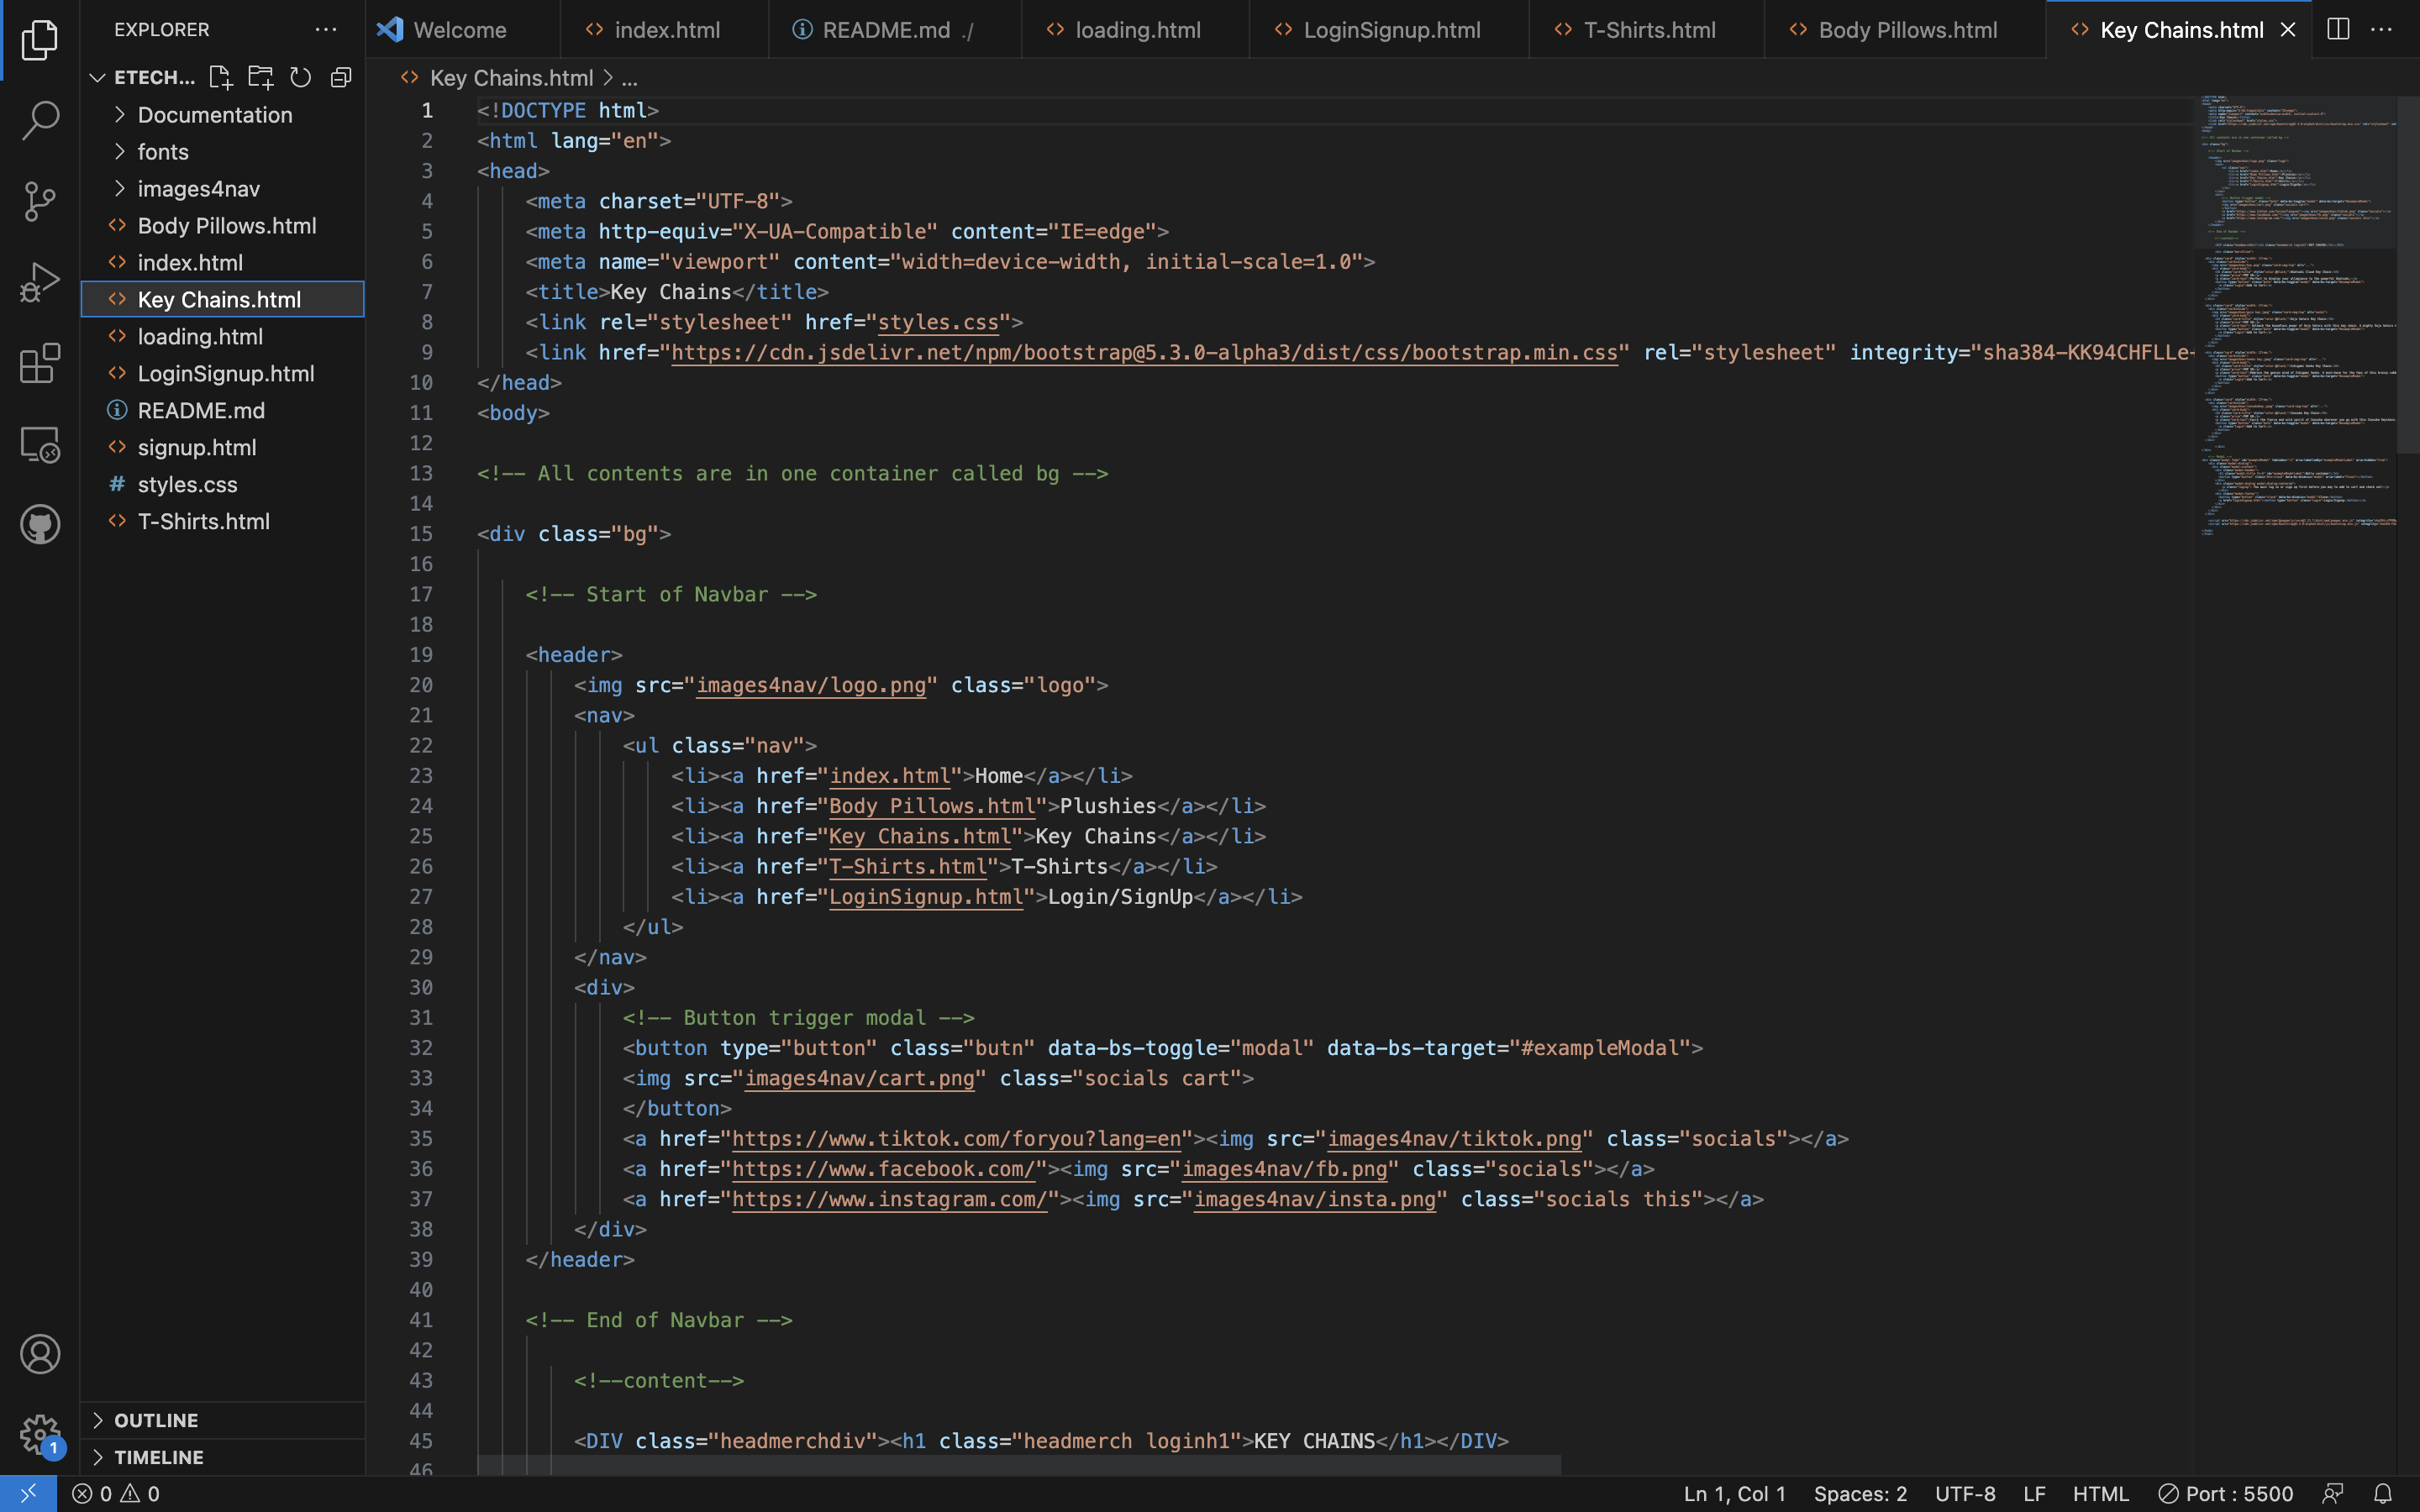 EXPLORER
ETECH...
Documentation
fonts
images4nav
Body Pillows.html
index.html
Key Chains.html
loading.html
LoginSignup.html
README.md
signup.html
styles.css
T-Shirts.html
OUTLINE
TIMELINE
Welcome
index.html
README.md ./
loading.html
LoginSignup.html
T-Shirts.html
Body Pillows.html
Key Chains.html
Key Chains.html > ...
1 <!DOCTYPE html>
2 <html lang="en">
3 <head>
4 <meta charset="UTF-8">
5 <meta http-equiv="X-UA-Compatible" content="IE=edge">
6 <meta name="viewport" content="width=device-width, initial-scale=1.0">
7 <title>Key Chains</title>
8 <link rel="stylesheet" href="styles.css">
9 <link href="https://cdn.jsdelivr.net/npm/bootstrap@5.3.0-alpha3/dist/css/bootstrap.min.css" rel="stylesheet" integrity="sha384-KK94CHFLLe-
10 </head>
11 <body>
12
13 <!-- All contents are in one container called bg -->
14
15 <div class="bg">
16
17 <!-- Start of Navbar -->
18
19 <header>
20 <img src="images4nav/logo.png" class="logo">
21 <nav>
22 <ul class="nav">
23 <li><a href="index.html">Home</a></li>
24 <li><a href="Body Pillows.html">Plushies</a></li>
25 <li><a href="Key Chains.html">Key Chains</a></li>
26 <li><a href="T-Shirts.html">T-Shirts</a></li>
27 <li><a href="LoginSignup.html">Login/SignUp</a></li>
28 </ul>
29 </nav>
30 <div>
31 <!-- Button trigger modal -->
32 <button type="button" class="butn" data-bs-toggle="modal" data-bs-target="#exampleModal">
33 <img src="images4nav/cart.png" class="socials cart">
34 </button>
35 <a href="https://www.tiktok.com/foryou?lang=en"><img src="images4nav/tiktok.png" class="socials"></a>
36 <a href="https://www.facebook.com/"><img src="images4nav/fb.png" class="socials"></a>
37 <a href="https://www.instagram.com/"><img src="images4nav/insta.png" class="socials this"></a>
38 </div>
39 </header>
40
41 <!-- End of Navbar -->
42
43 <!--content-->
44
45 <DIV class="headmerchdiv"><h1 class="headmerch loginh1">KEY CHAINS</h1></DIV>
46
1
0 0
Ln 1, Col 1
Spaces: 2
UTF-8
LF
HTML
Port : 5500